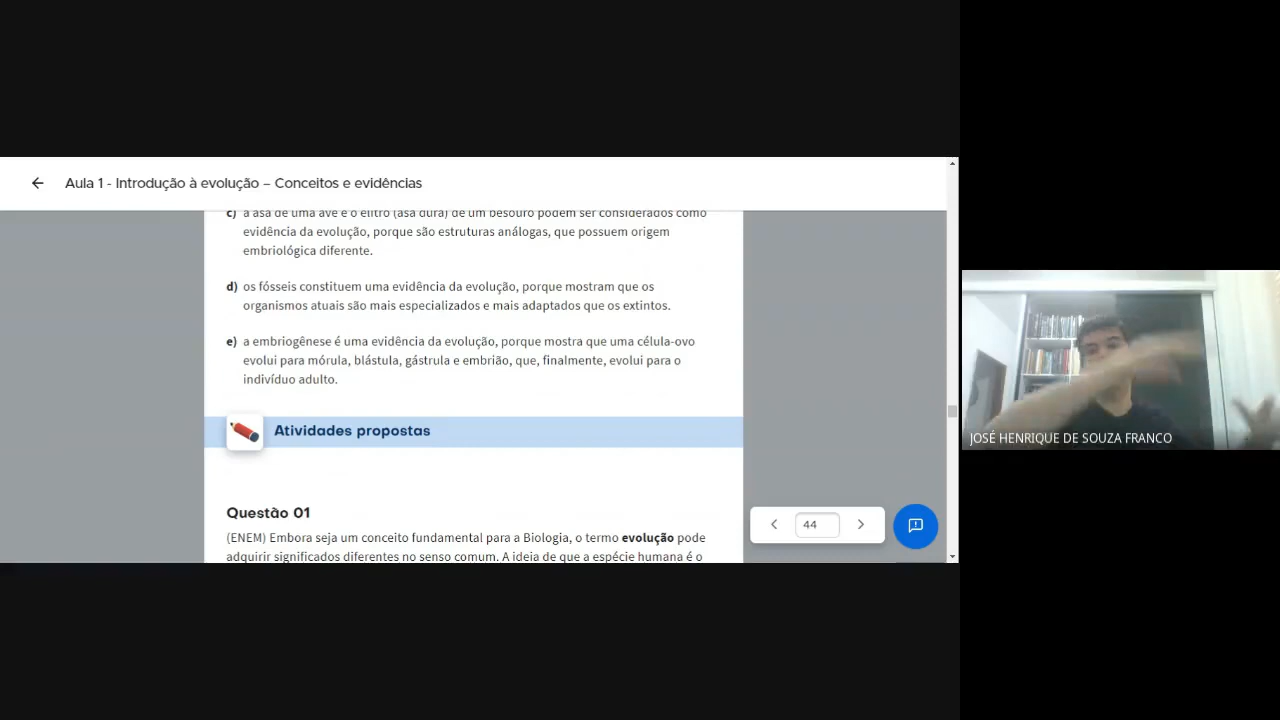 Aula 1 - Introdução à evolução – Conceitos e evidências
c) a asa de uma ave e o élitro (asa dura) de um besouro podem ser considerados como
evidência da evolução, porque são estruturas análogas, que possuem origem
embriológica diferente.
d) os fósseis constituem uma evidência da evolução, porque mostram que os
organismos atuais são mais especializados e mais adaptados que os extintos.
e) a embriogênese é uma evidência da evolução, porque mostra que uma célula-ovo
evolui para mórula, blástula, gástrula e embrião, que, finalmente, evolui para o
indivíduo adulto.
Atividades propostas
Questão 01
(ENEM) Embora seja um conceito fundamental para a Biologia, o termo evolução pode
adquirir significados diferentes no senso comum. A ideia de que a espécie humana é o
44
JOSÉ HENRIQUE DE SOUZA FRANCO